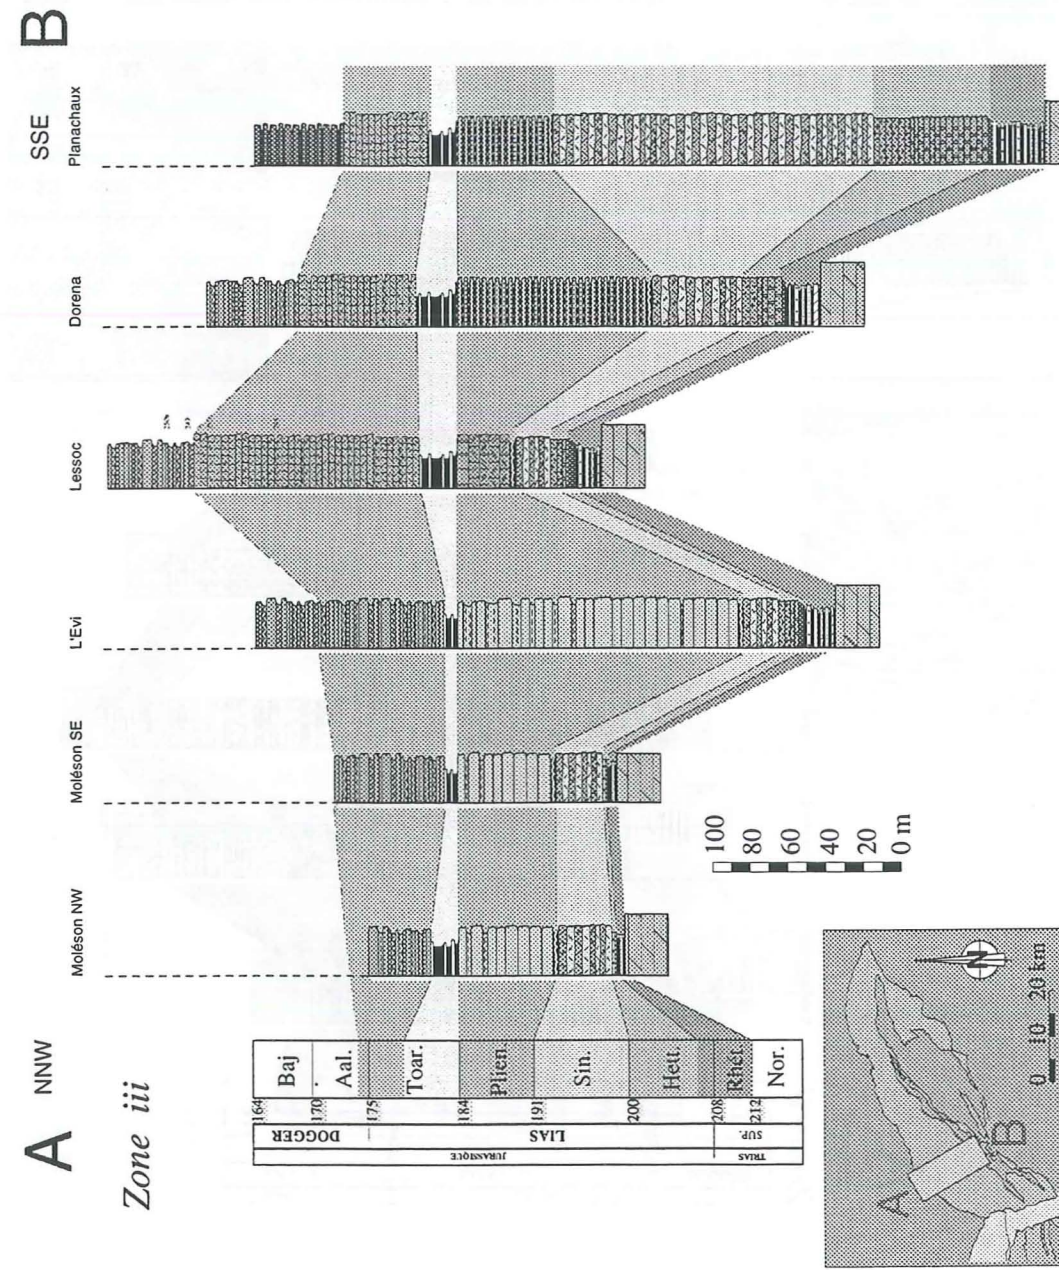 A
NNW
SSE
B
Zone iii
Moléson NW
Moléson SE
L'Evi
Lessoc
Dorena
Planachaux
164
170
175
184
191
200
208
212
Baj
Aal.
Toar.
Plien.
Sin.
Het.
Rhét.
Nor.
DOGGER
LIAS
SUP.
JURASSIQUE
TRIAS
100
80
60
40
20
0 m
A
B
N
0 10 20 km